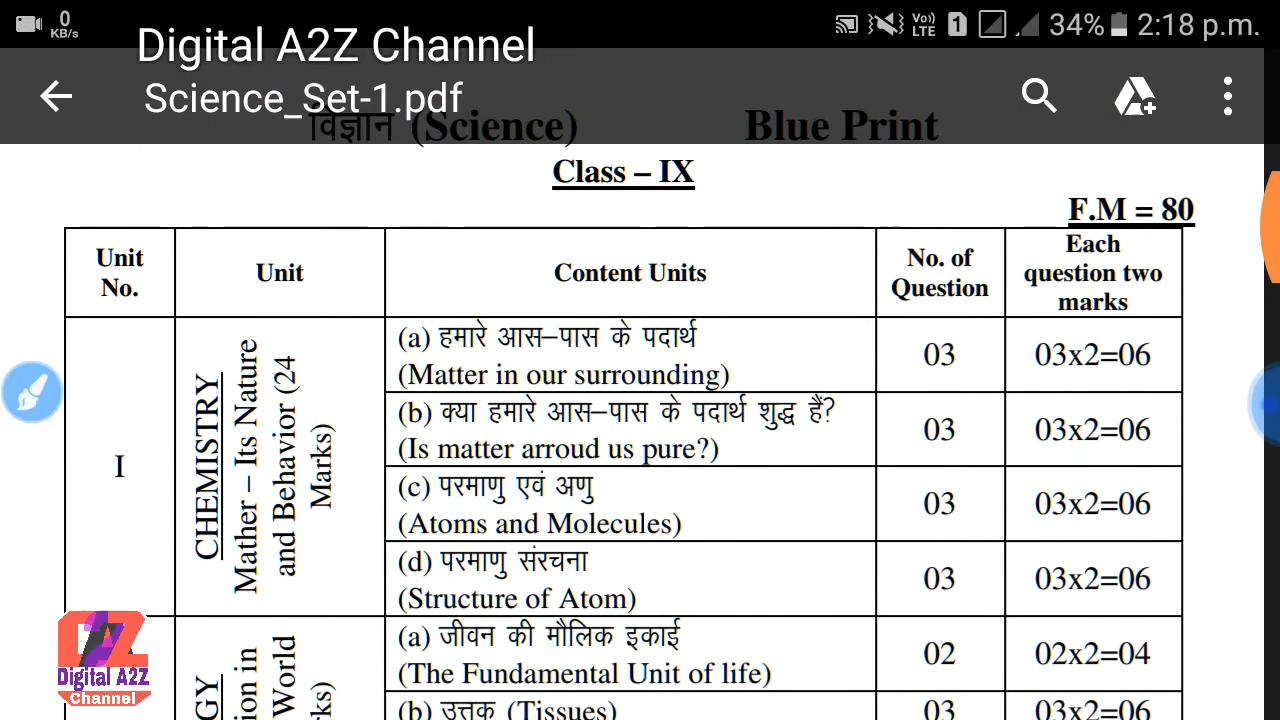 0
KB/s
Vo))
LTE
1
34%
2:18 p.m.
Digital A2Z Channel
Science_Set-1.pdf
विज्ञान (Science) Blue Print
Class – IX
F.M = 80
Unit No.
Unit
Content Units
No. of Question
Each question two marks
I
CHEMISTRY
Mather – Its Nature
and Behavior (24
Marks)
(a) हमारे आस–पास के पदार्थ
(Matter in our surrounding)
03
03x2=06
(b) क्या हमारे आस–पास के पदार्थ शुद्ध हैं?
(Is matter arroud us pure?)
03
03x2=06
(c) परमाणु एवं अणु
(Atoms and Molecules)
03
03x2=06
(d) परमाणु संरचना
(Structure of Atom)
03
03x2=06
(a) जीवन की मौलिक इकाई
(The Fundamental Unit of life)
02
02x2=04
(b) उत्तक (Tissues)
03
03x2=06
Digital A2Z
Channel